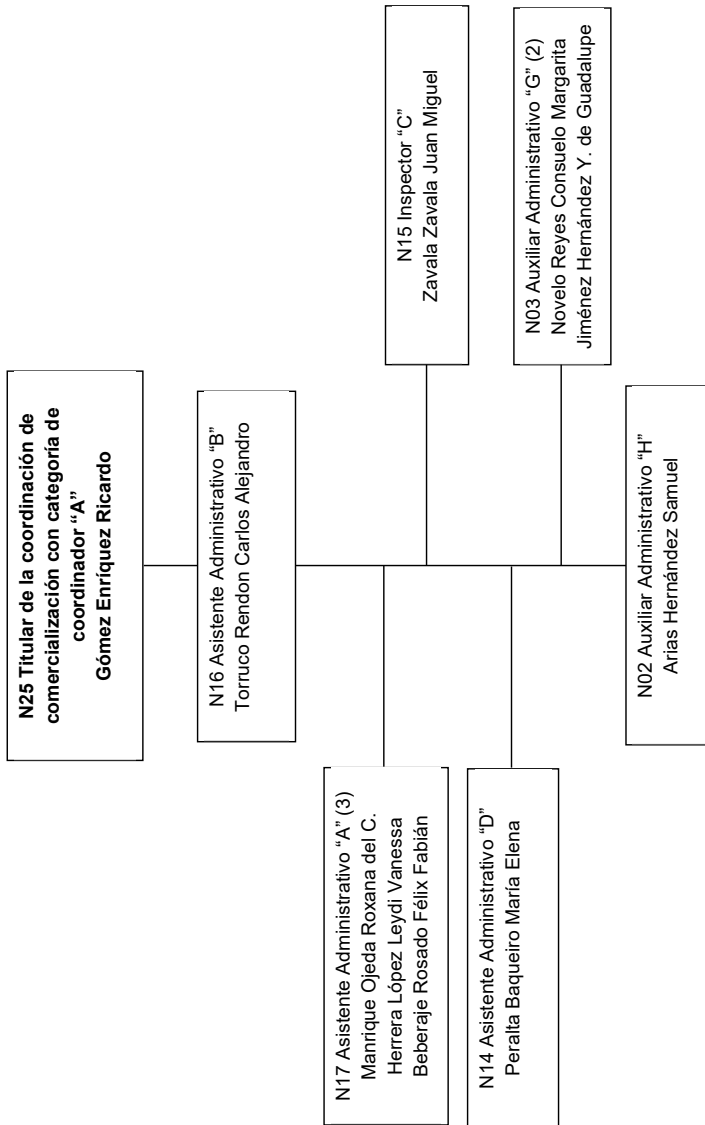 N25 Titular de la coordinación de
comercialización con categoría de
coordinador “A”
Gómez Enríquez Ricardo
N16 Asistente Administrativo “B”
Torruco Rendon Carlos Alejandro
N17 Asistente Administrativo “A” (3)
Manrique Ojeda Roxana del C.
Herrera López Leydi Vanessa
Beberaje Rosado Félix Fabián
N15 Inspector “C”
Zavala Zavala Juan Miguel
N14 Asistente Administrativo “D”
Peralta Baqueiro María Elena
N03 Auxiliar Administrativo “G” (2)
Novelo Reyes Consuelo Margarita
Jiménez Hernández Y. de Guadalupe
N02 Auxiliar Administrativo “H”
Arias Hernández Samuel